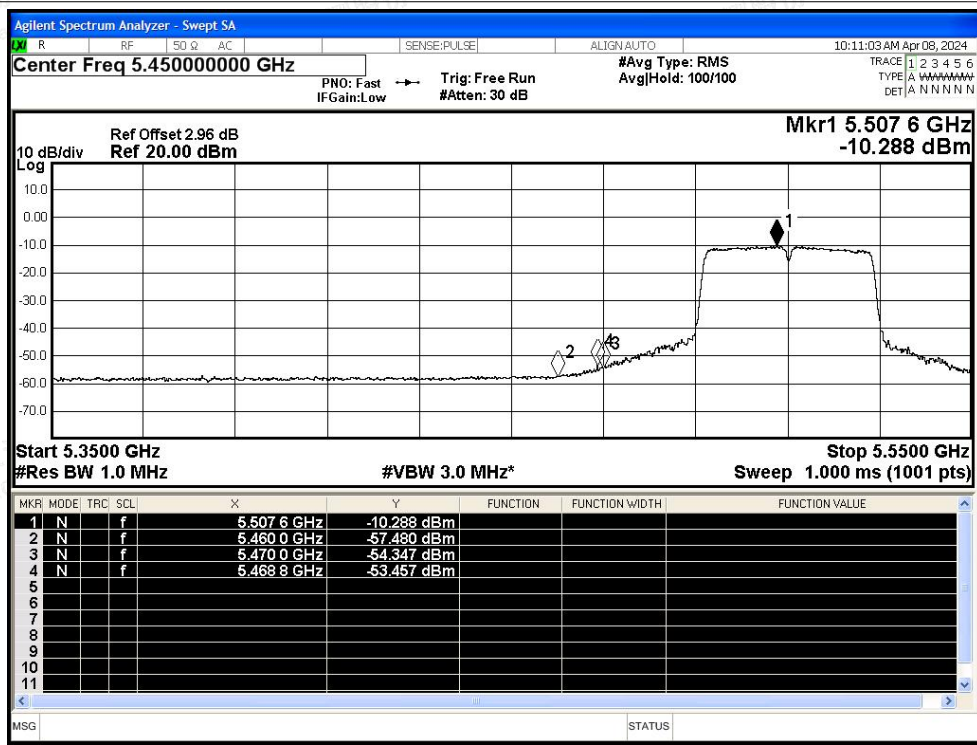 Agilent Spectrum Analyzer - Swept SA
LXI R RF 50 Ω AC SENSE:PULSE ALIGN AUTO 10:11:03 AM Apr 08, 2024
Center Freq 5.450000000 GHz
PNO: Fast
IFGain:Low
Trig: Free Run
#Atten: 30 dB
#Avg Type: RMS
Avg|Hold: 100/100
TRACE 1 2 3 4 5 6
TYPE A
DET A N N N N N
Mkr1 5.507 6 GHz
-10.288 dBm
Ref Offset 2.96 dB
10 dB/div Ref 20.00 dBm
Log
10.0
0.00
-10.0
-20.0
-30.0
-40.0
-50.0
-60.0
-70.0
1
2
4
3
Start 5.3500 GHz Stop 5.5500 GHz
#Res BW 1.0 MHz #VBW 3.0 MHz* Sweep 1.000 ms (1001 pts)
MKR MODE TRC SCL X Y FUNCTION FUNCTION WIDTH FUNCTION VALUE
1 N f 5.507 6 GHz -10.288 dBm
2 N f 5.460 0 GHz -57.480 dBm
3 N f 5.470 0 GHz -54.347 dBm
4 N f 5.468 8 GHz -53.457 dBm
5
6
7
8
9
10
11
MSG STATUS